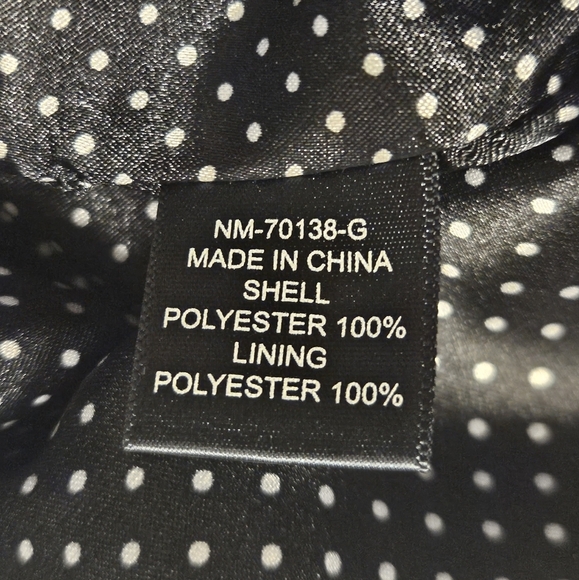 NM-70138-G
MADE IN CHINA
SHELL
POLYESTER 100%
LINING
POLYESTER 100%